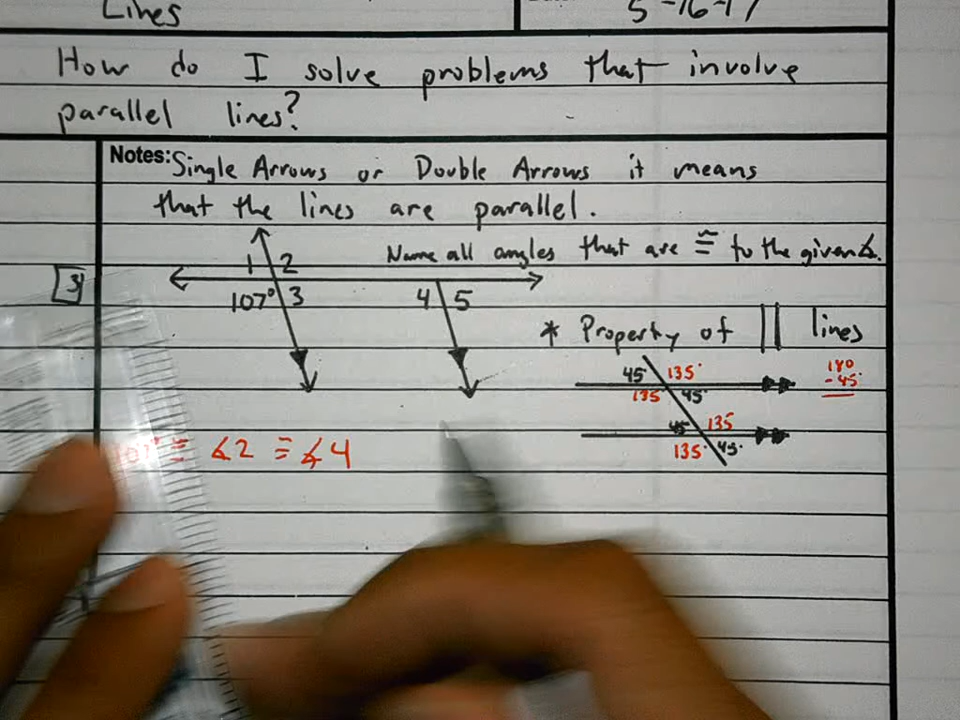 Lines
5-16-17
How do I solve problems that involve
parallel lines?
Notes: Single Arrows or Double Arrows it means
that the lines are parallel.
Name all angles that are ≅ to the given∡.
1 2
107° 3 4 5
* Property of || lines
45° 135°
135 45°
45° 135
135° 45°
180
- 45°
107° ≅ ∡2 ≅ ∡4